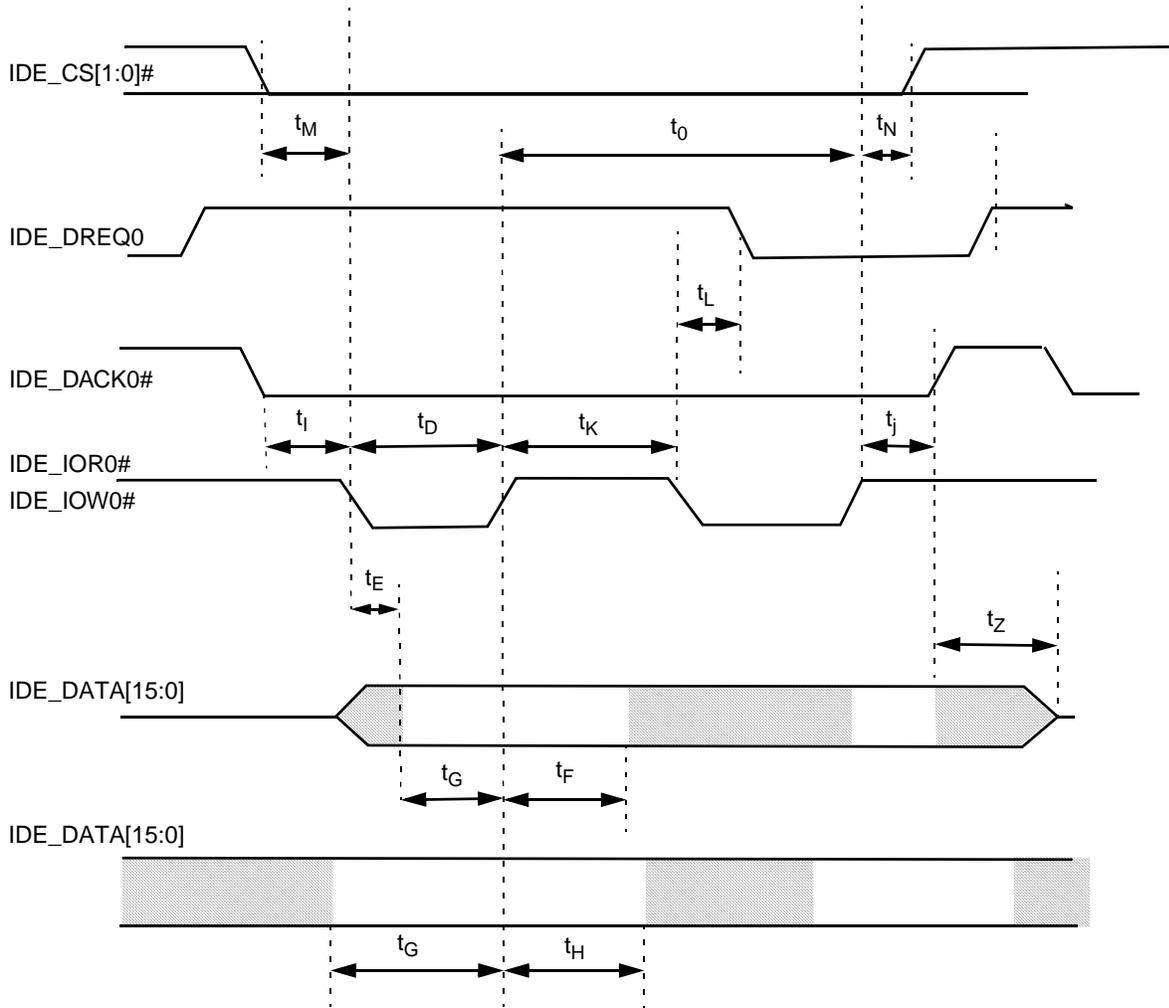 IDE_CS[1:0]#
tM
t0
tN
IDE_DREQ0
tL
IDE_DACK0#
tI
tD
tK
tj
IDE_IOR0#
IDE_IOW0#
tE
tZ
IDE_DATA[15:0]
tG
tF
IDE_DATA[15:0]
tG
tH